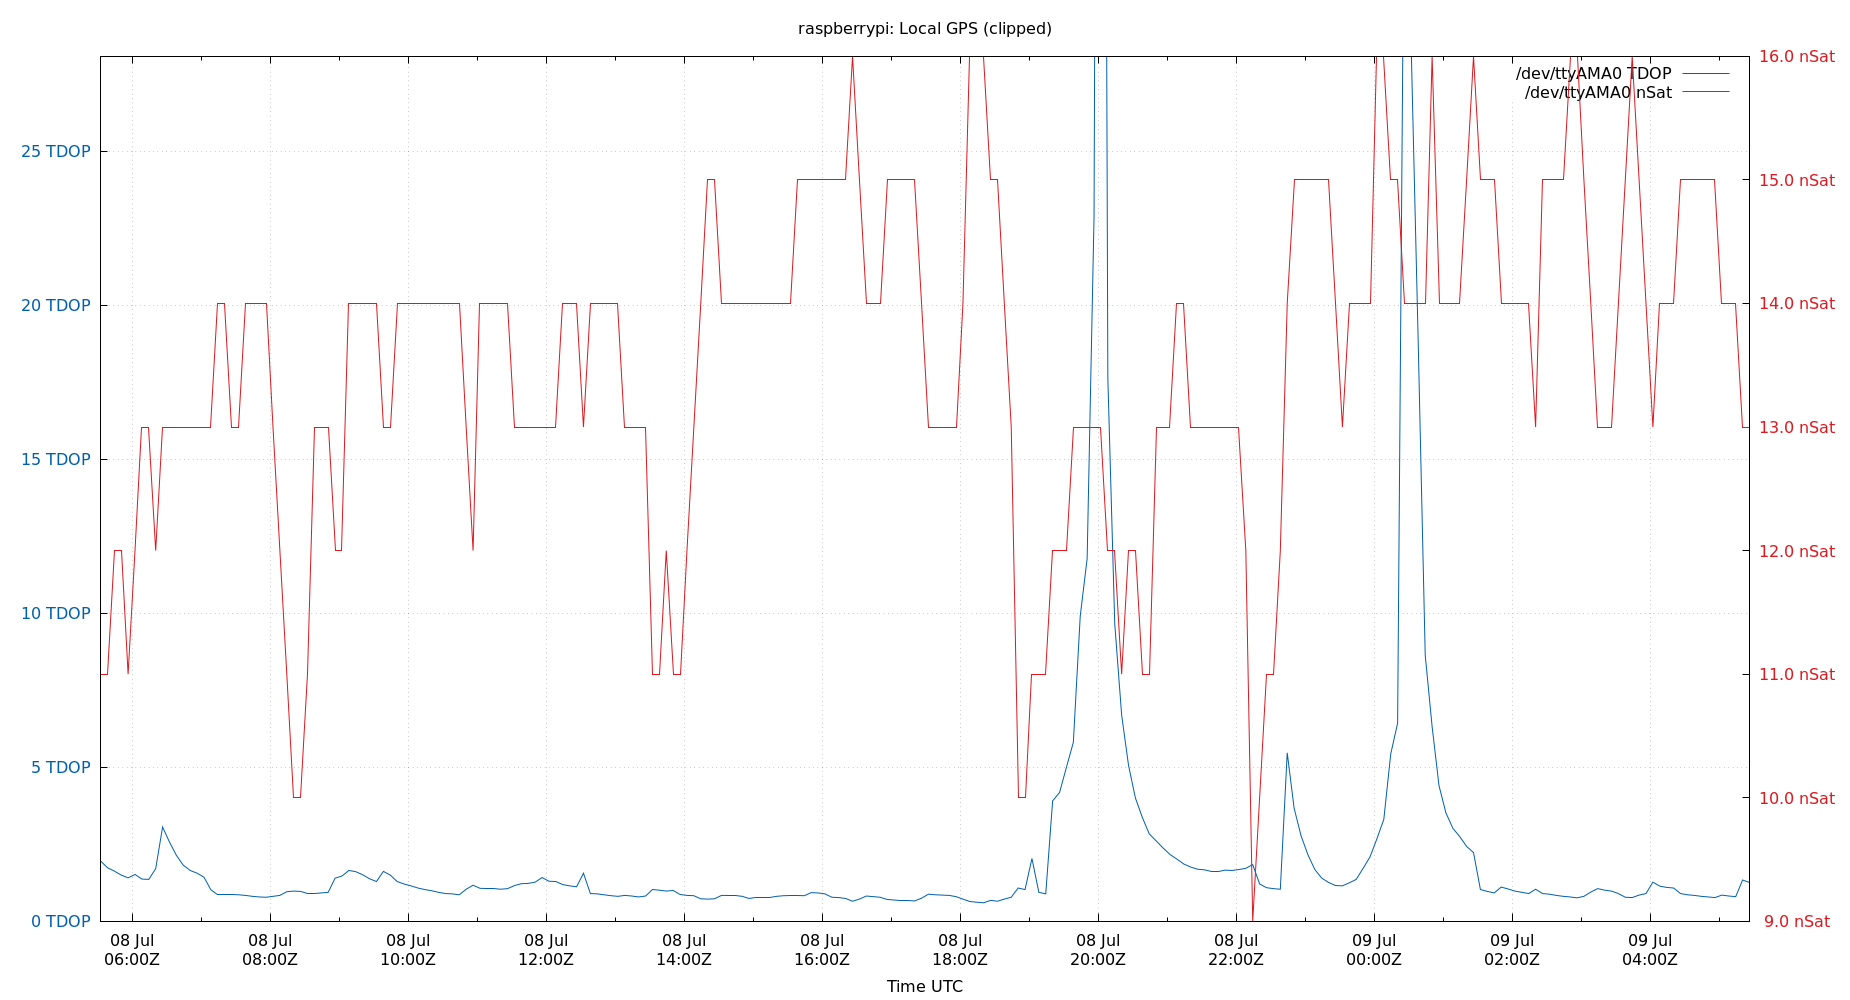 raspberrypi: Local GPS (clipped)
/dev/ttyAMA0 TDOP
/dev/ttyAMA0 nSat
25 TDOP
20 TDOP
15 TDOP
10 TDOP
5 TDOP
0 TDOP
16.0 nSat
15.0 nSat
14.0 nSat
13.0 nSat
12.0 nSat
11.0 nSat
10.0 nSat
9.0 nSat
08 Jul 08 Jul 08 Jul 08 Jul 08 Jul 08 Jul 08 Jul 08 Jul 08 Jul 09 Jul 09 Jul 09 Jul
06:00Z 08:00Z 10:00Z 12:00Z 14:00Z 16:00Z 18:00Z 20:00Z 22:00Z 00:00Z 02:00Z 04:00Z
Time UTC